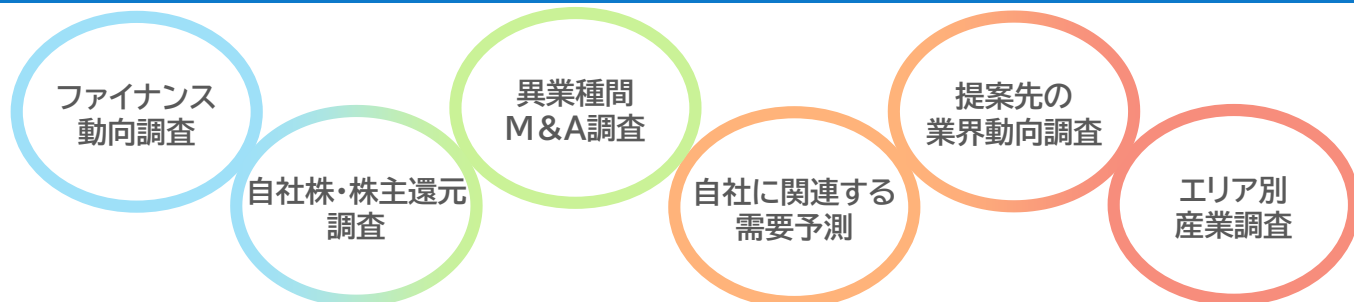 ファイナンス
動向調査
自社株・株主還元
調査
異業種間
M&A調査
自社に関連する
需要予測
提案先の
業界動向調査
エリア別
産業調査